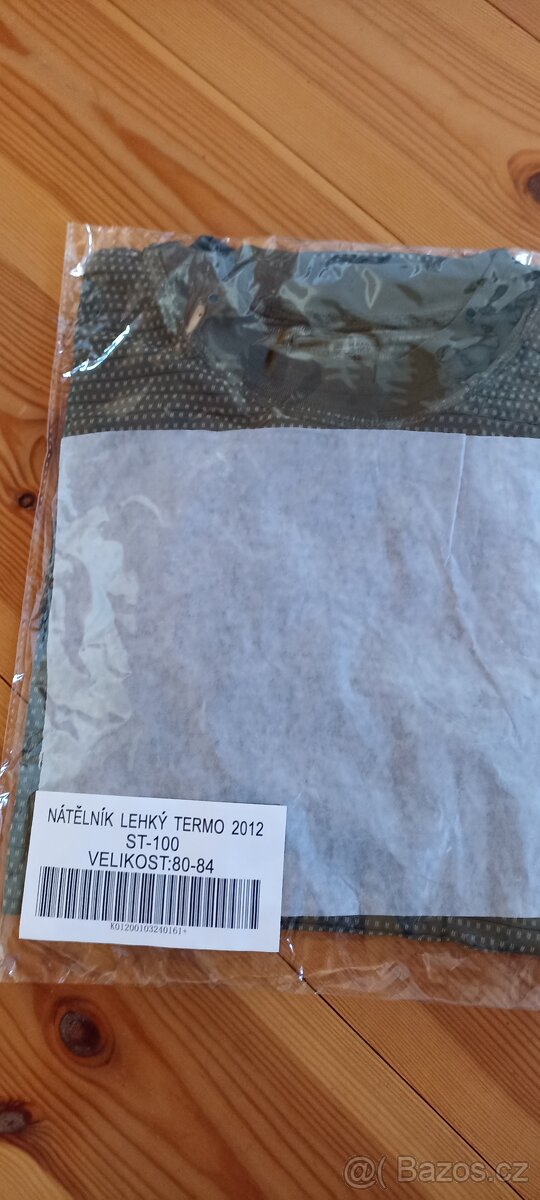 NÁTĚLNÍK LEHKÝ TERMO 2012
ST-100
VELIKOST:80-84
K01200103240161+
@( Bazos.cz